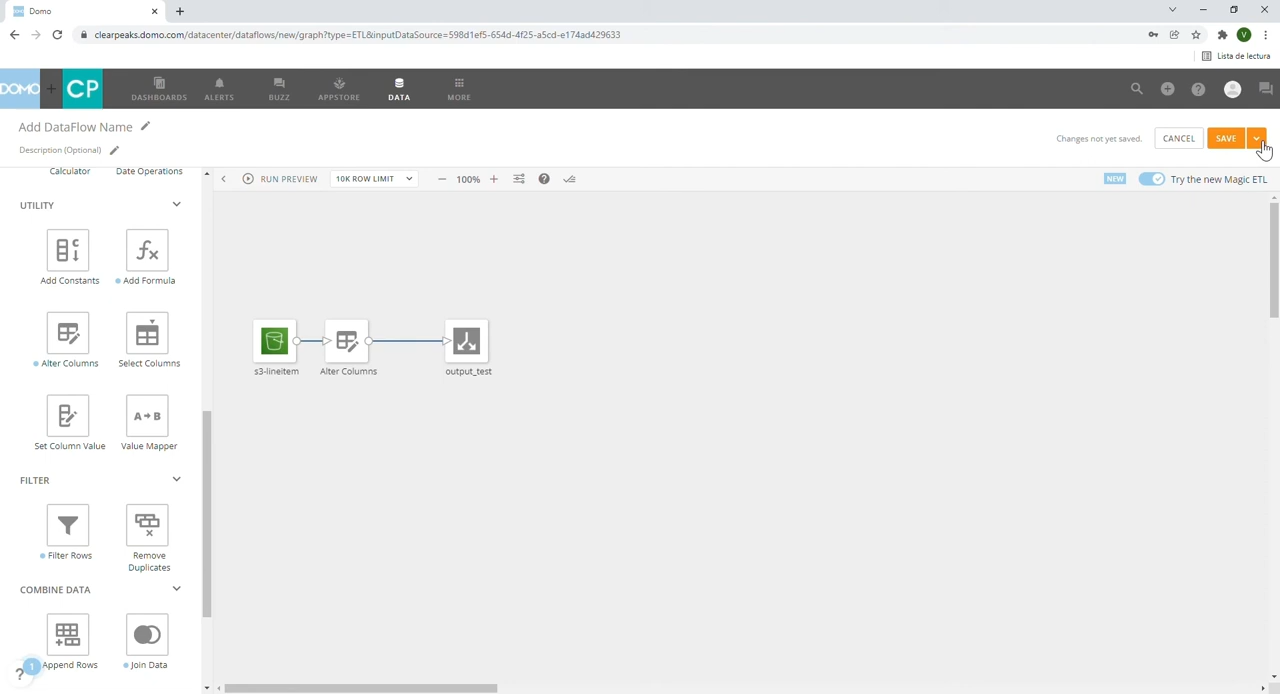 Domo
clearpeaks.domo.com/datacenter/dataflows/new/graph?type=ETL&inputDataSource=598d1ef5-654d-4f25-a5cd-e174ad429633
V
Lista de lectura
DOMO + CP DASHBOARDS ALERTS BUZZ APPSTORE DATA MORE
Add DataFlow Name
Description (Optional)
Changes not yet saved. CANCEL SAVE
Calculator Date Operations
RUN PREVIEW 10K ROW LIMIT 100% NEW Try the new Magic ETL
UTILITY
Add Constants Add Formula
Alter Columns Select Columns
A B
Set Column Value Value Mapper
FILTER
Filter Rows Remove
Duplicates
COMBINE DATA
Append Rows Join Data
? 1
s3-lineitem Alter Columns output_test